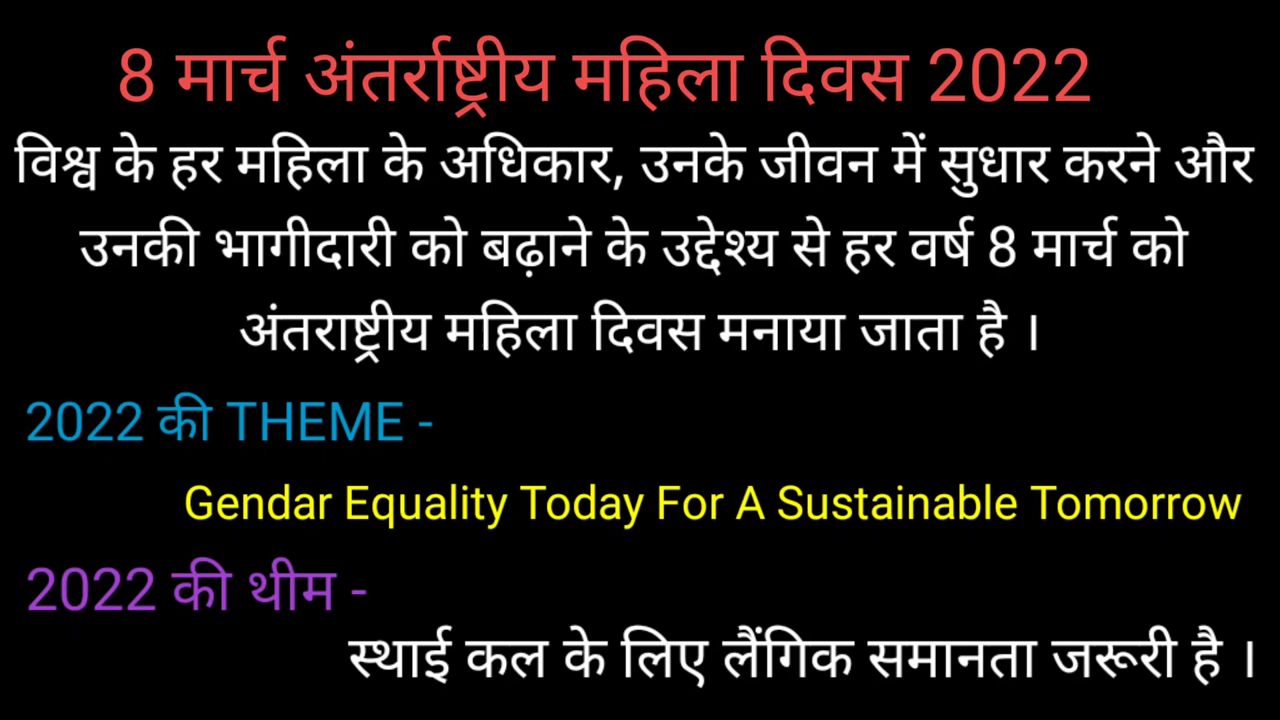 8 मार्च अंतर्राष्ट्रीय महिला दिवस 2022
विश्व के हर महिला के अधिकार, उनके जीवन में सुधार करने और
उनकी भागीदारी को बढ़ाने के उद्देश्य से हर वर्ष 8 मार्च को
अंतराष्ट्रीय महिला दिवस मनाया जाता है ।
2022 की THEME -
Gendar Equality Today For A Sustainable Tomorrow
2022 की थीम -
स्थाई कल के लिए लैंगिक समानता जरूरी है ।